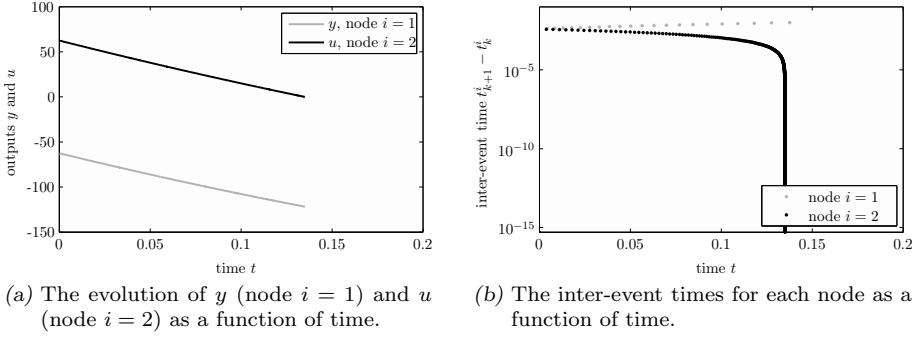 100
50
0
-50
-100
-150
0
0.05
0.1
0.15
0.2
outputs y and u
time t
y, node i = 1
u, node i = 2
10⁻⁵
10⁻¹⁰
10⁻¹⁵
0
0.05
0.1
0.15
0.2
inter-event time tⁱₖ₊₁ − tⁱₖ
time t
node i = 1
node i = 2
(a) The evolution of y (node i = 1) and u
(node i = 2) as a function of time.
(b) The inter-event times for each node as a
function of time.